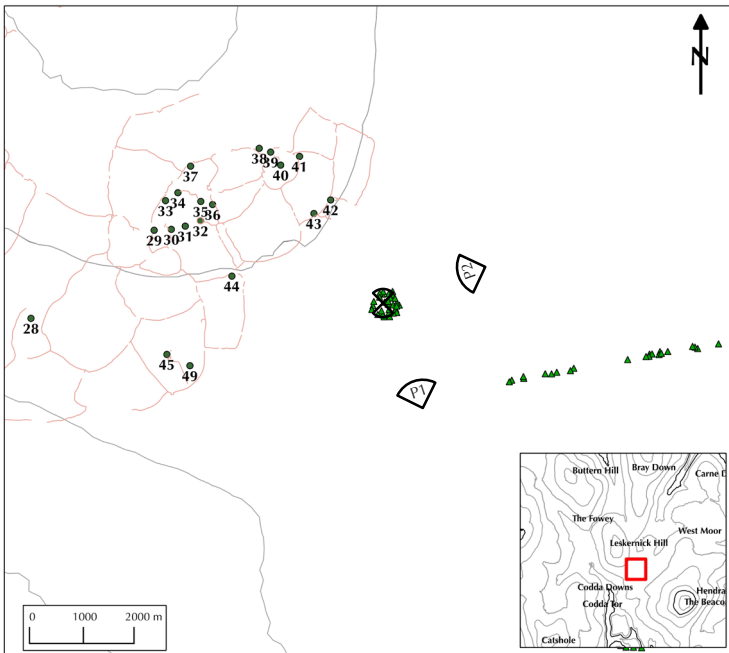 N
38
39
41
40
37
34
33
35
36
42
43
32
31
30
29
44
P2
28
45
49
P1
Buttern Hill
Bray Down
Carne D
The Fowey
West Moor
Leskernick Hill
Codda Downs
Hendra
Codda Tor
The Beaco
Catshole
0 1000 2000 m